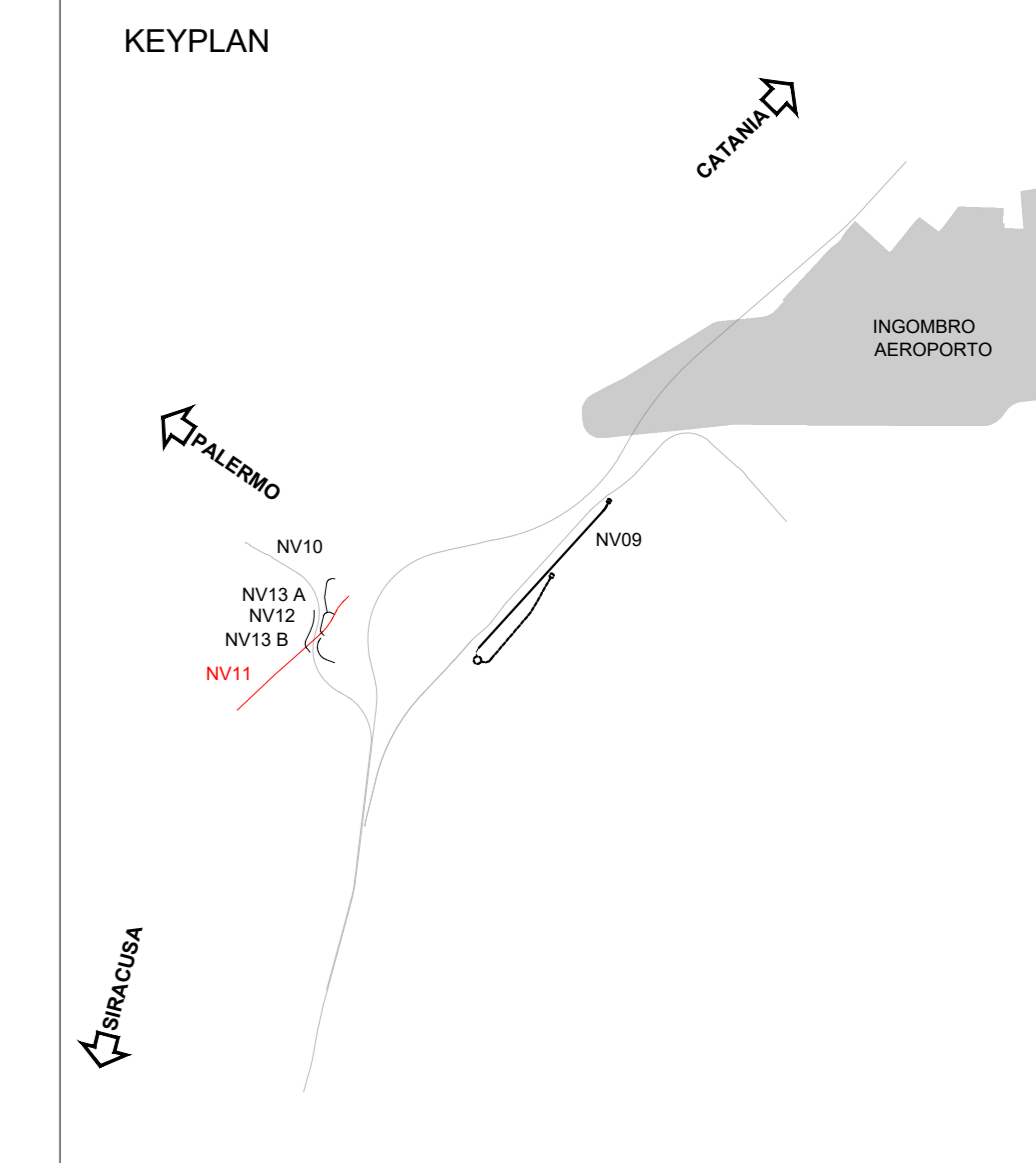 KEYPLAN
CATANIA
INGOMBRO
AEROPORTO
PALERMO
NV09
NV10
NV13 A
NV12
NV13 B
NV11
SIRACUSA